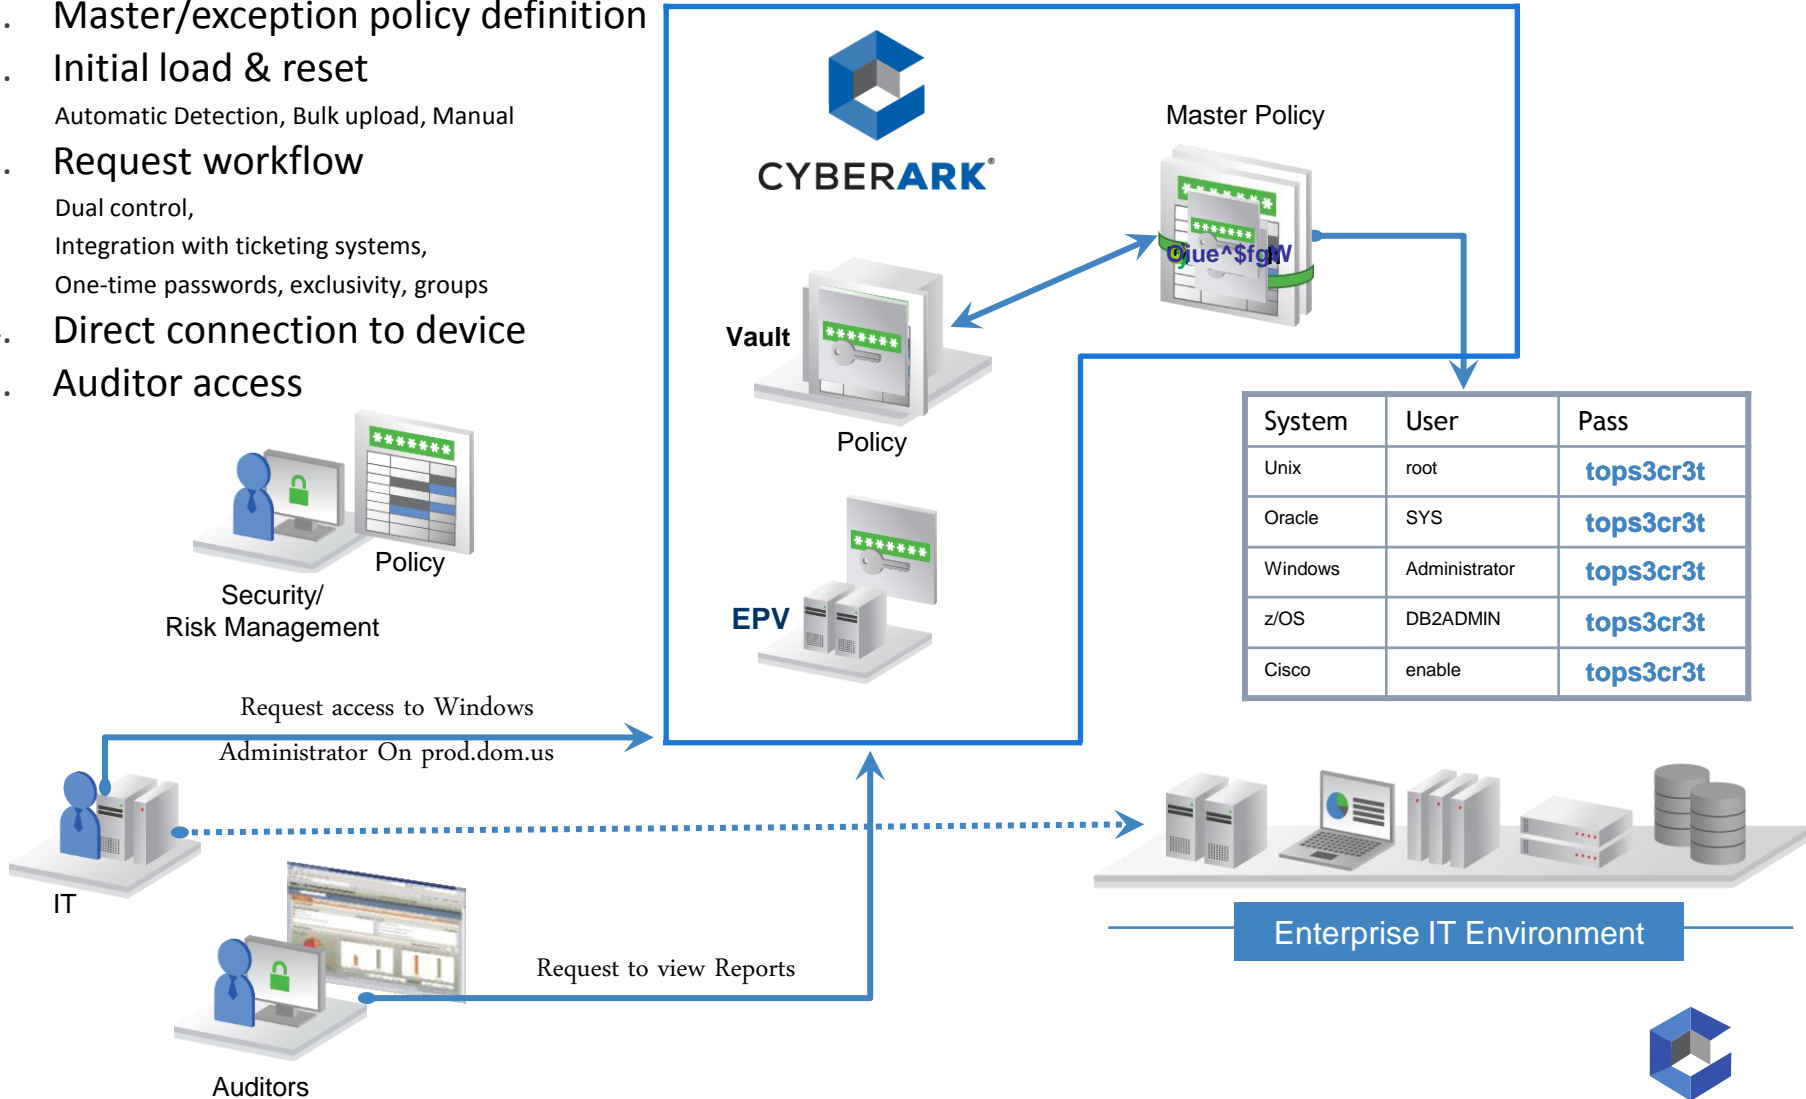 Master/exception policy definition
Initial load & reset
Automatic Detection, Bulk upload, Manual
Request workflow
Dual control,
Integration with ticketing systems,
One-time passwords, exclusivity, groups
Direct connection to device
Auditor access
CYBERARK®
Master Policy
*******
*******
Vault
*******
Policy
*******
Policy
Security/
Risk Management
*******
EPV
System User Pass
Unix root tops3cr3t
Oracle SYS tops3cr3t
Windows Administrator tops3cr3t
z/OS DB2ADMIN tops3cr3t
Cisco enable tops3cr3t
Request access to Windows
Administrator On prod.dom.us
IT
Enterprise IT Environment
Request to view Reports
Auditors